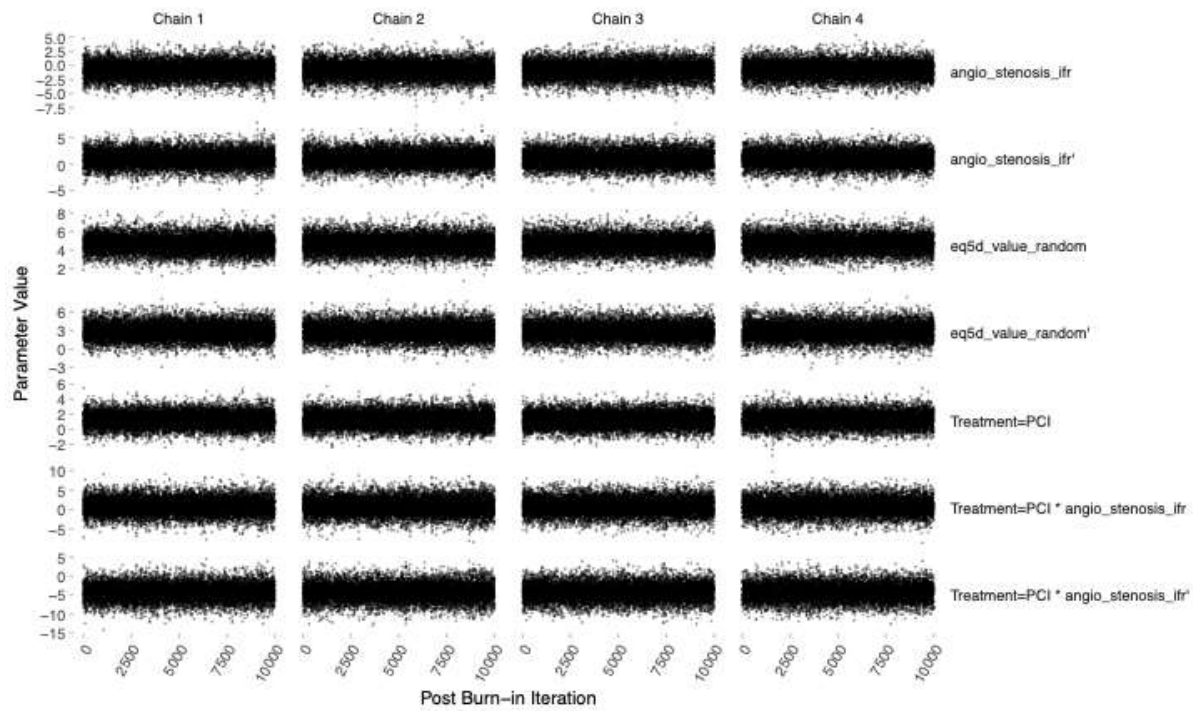 Chain 1 Chain 2 Chain 3 Chain 4
5.0
2.5
0.0
−2.5
−5.0
−7.5
angio_stenosis_ifr
5
0
−5
angio_stenosis_ifr'
8
6
4
2
eq5d_value_random
6
3
0
−3
eq5d_value_random'
6
4
2
0
−2
Treatment=PCI
10
5
0
−5
Treatment=PCI * angio_stenosis_ifr
5
0
−5
−10
−15
Treatment=PCI * angio_stenosis_ifr'
Parameter Value
0 2500 5000 7500 10000 0 2500 5000 7500 10000 0 2500 5000 7500 10000 0 2500 5000 7500 10000
Post Burn−in Iteration